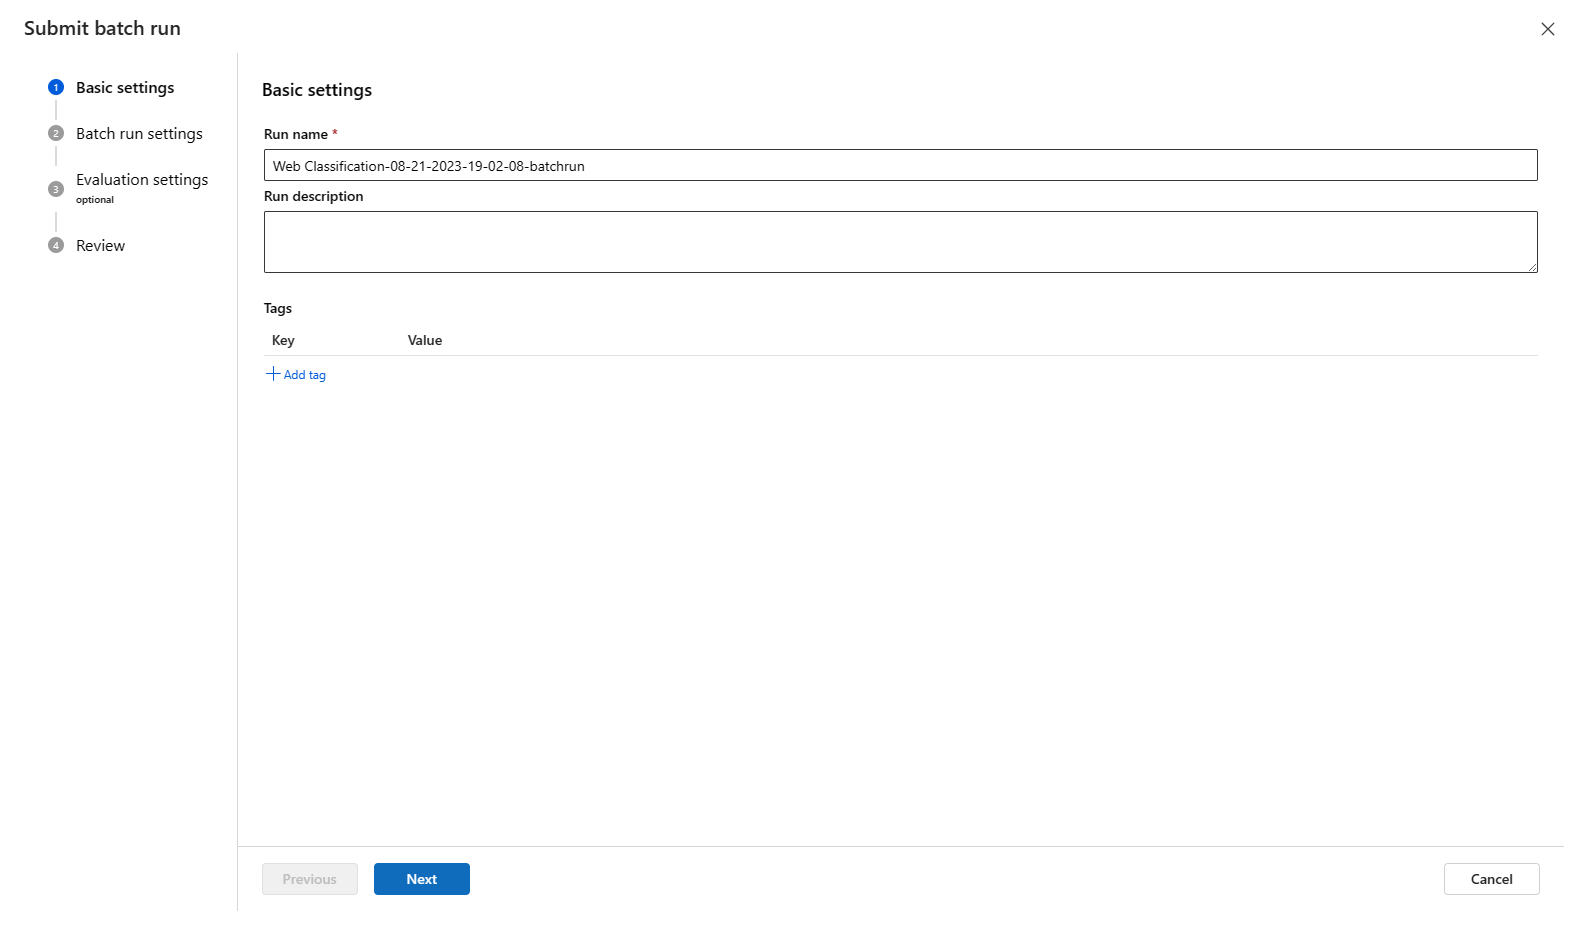 Submit batch run
1 Basic settings
2 Batch run settings
3 Evaluation settings
optional
4 Review
Basic settings
Run name *
Web Classification-08-21-2023-19-02-08-batchrun
Run description
Tags
Key Value
Add tag
Previous Next Cancel